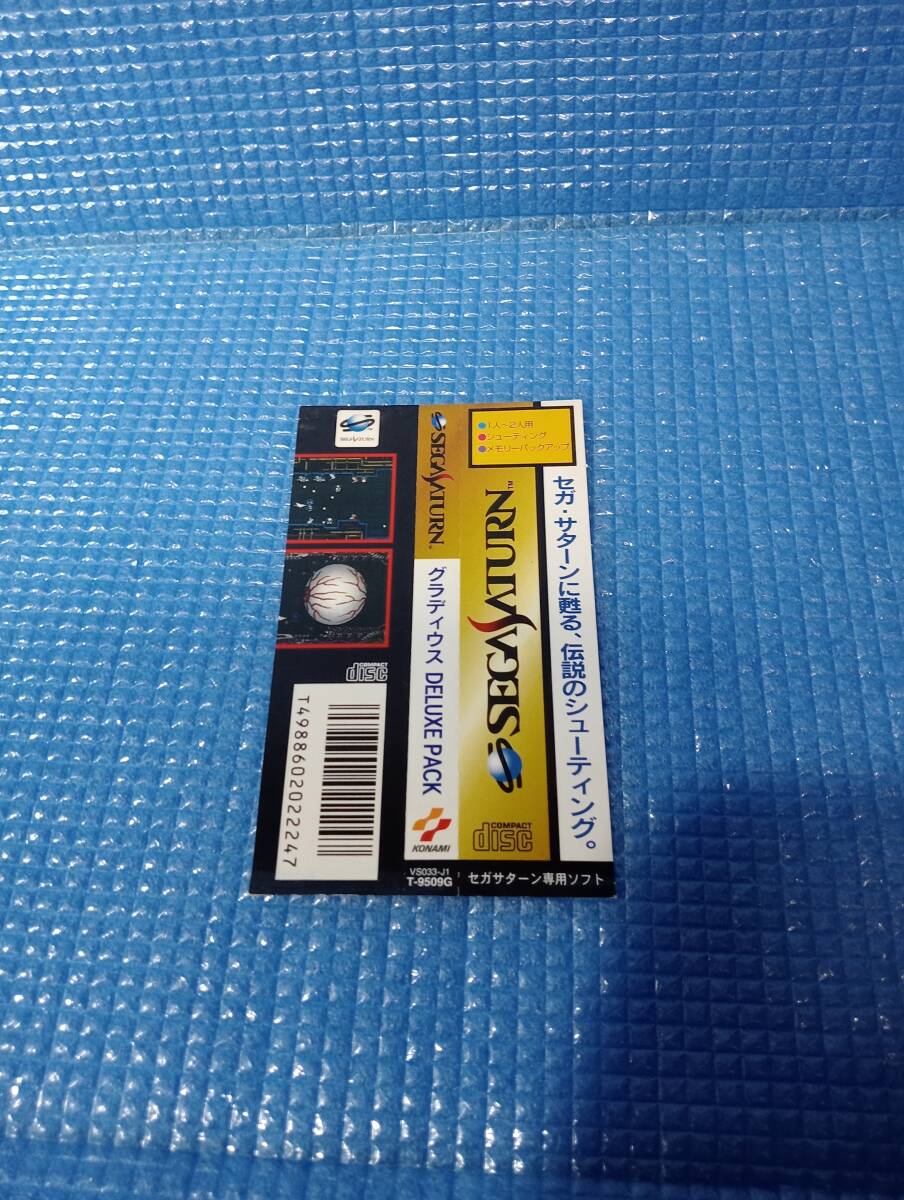 SEGA SATURN
COMPACT
disc
T4988602022247
SEGA SATURN
グラディウス DELUXE PACK
KONAMI
VS033-J1
T-9509G
●1人~2人用
●シューティング
●メモリーバックアップ
SEGA SATURN™
COMPACT
disc
セガ・サターンに甦る、伝説のシューティング。
セガサターン専用ソフト